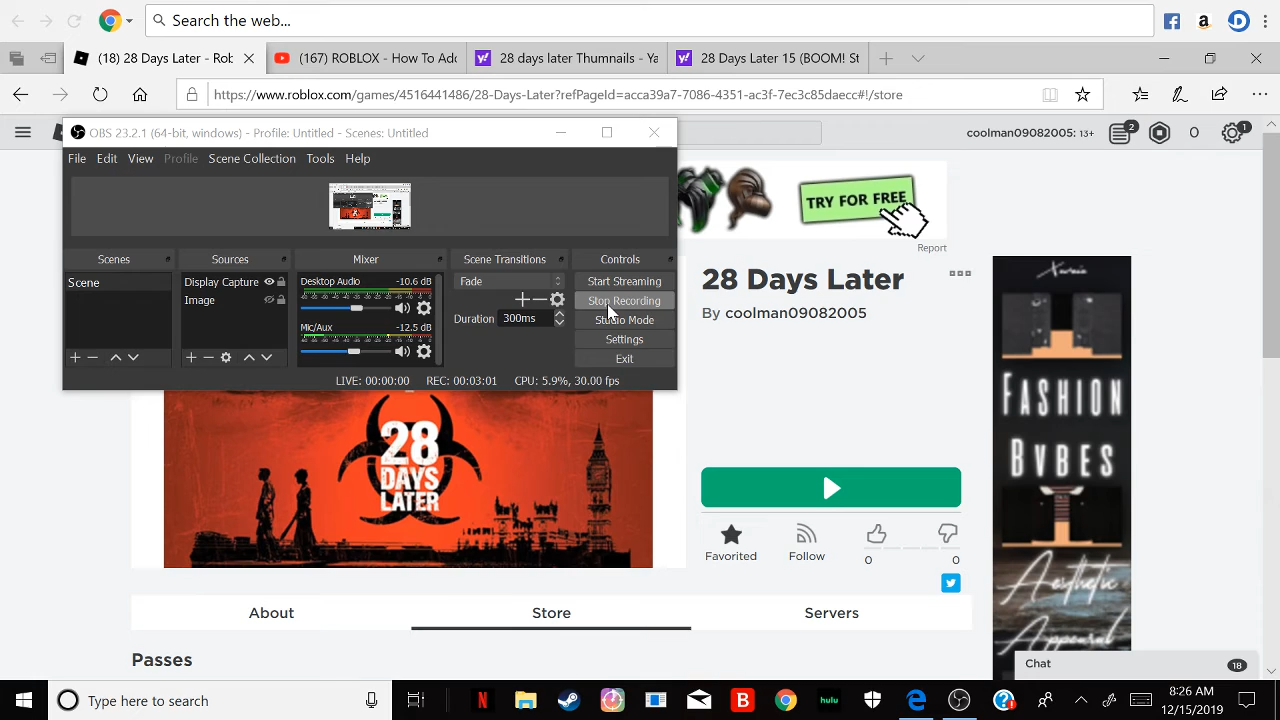 Search the web...
(18) 28 Days Later - Rob
(167) ROBLOX - How To Add
28 days later Thumnails - Ya
28 Days Later 15 (BOOM! St
https://www.roblox.com/games/4516441486/28-Days-Later?refPageId=acca39a7-7086-4351-ac3f-7ec3c85daecc#!/store
coolman09082005: 13+
2
0
1
OBS 23.2.1 (64-bit, windows) - Profile: Untitled - Scenes: Untitled
File Edit View Profile Scene Collection Tools Help
TRY FOR FREE
Report
Scenes
Sources
Mixer
Scene Transitions
Controls
Scene
Display Capture
Image
Desktop Audio -10.6 dB
Mic/Aux -12.5 dB
Fade
Duration 300ms
Start Streaming
Stop Recording
Studio Mode
Settings
Exit
LIVE: 00:00:00 REC: 00:03:01 CPU: 5.9%, 30.00 fps
28 Days Later
By coolman09082005
28
DAYS
LATER
Favorited
Follow
0
0
FASHION
BVBES
Aesthetic
Apparel
About
Store
Servers
Passes
Chat
18
Type here to search
hulu
8:26 AM
12/15/2019